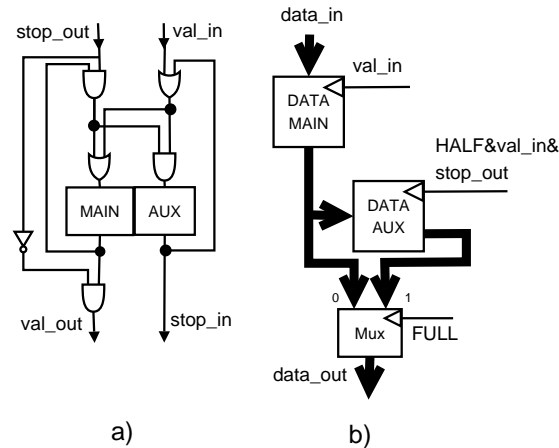 stop_out
val_in
MAIN
AUX
val_out
stop_in
a)
data_in
val_in
DATA
MAIN
HALF&val_in&
stop_out
DATA
AUX
0
1
Mux
FULL
data_out
b)